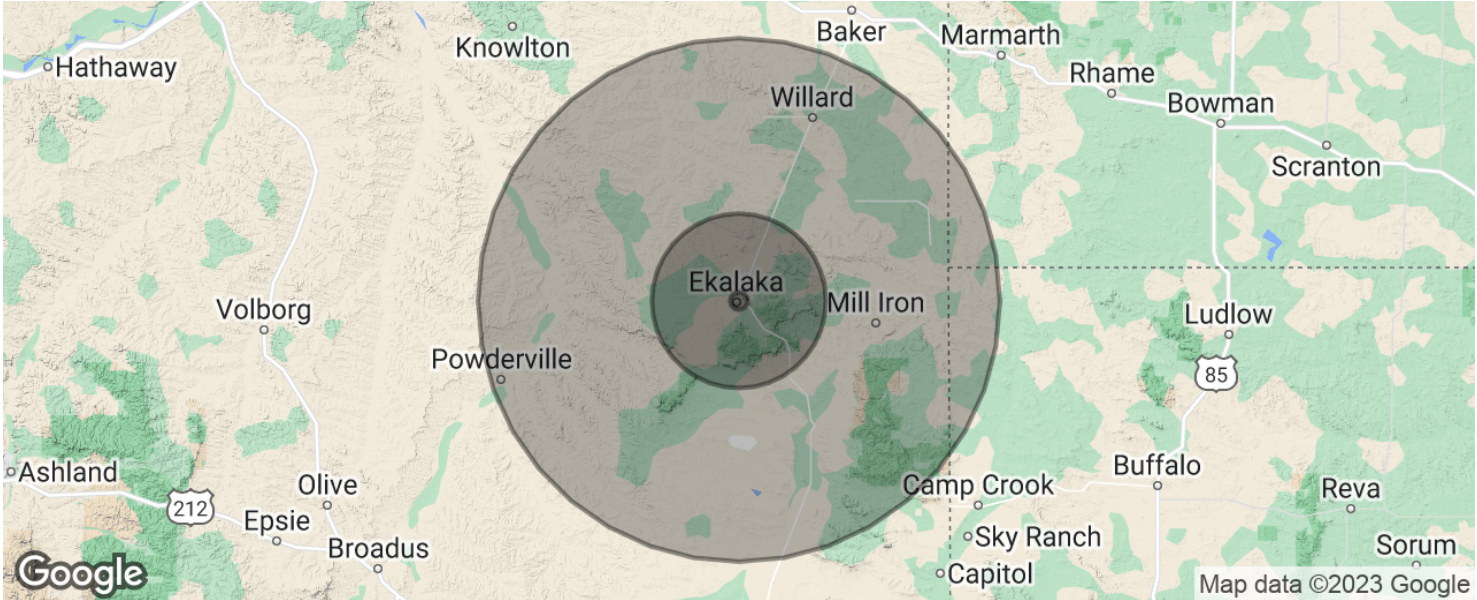 Baker
Marmarth
Knowlton
Hathaway
Rhame
Willard
Bowman
Scranton
Ekalaka
Mill Iron
Volborg
Ludlow
Powderville
85
Ashland
Buffalo
Olive
Camp Crook
Reva
212
Epsie
Sky Ranch
Broadus
Sorum
Capitol
Google
Map data ©2023 Google